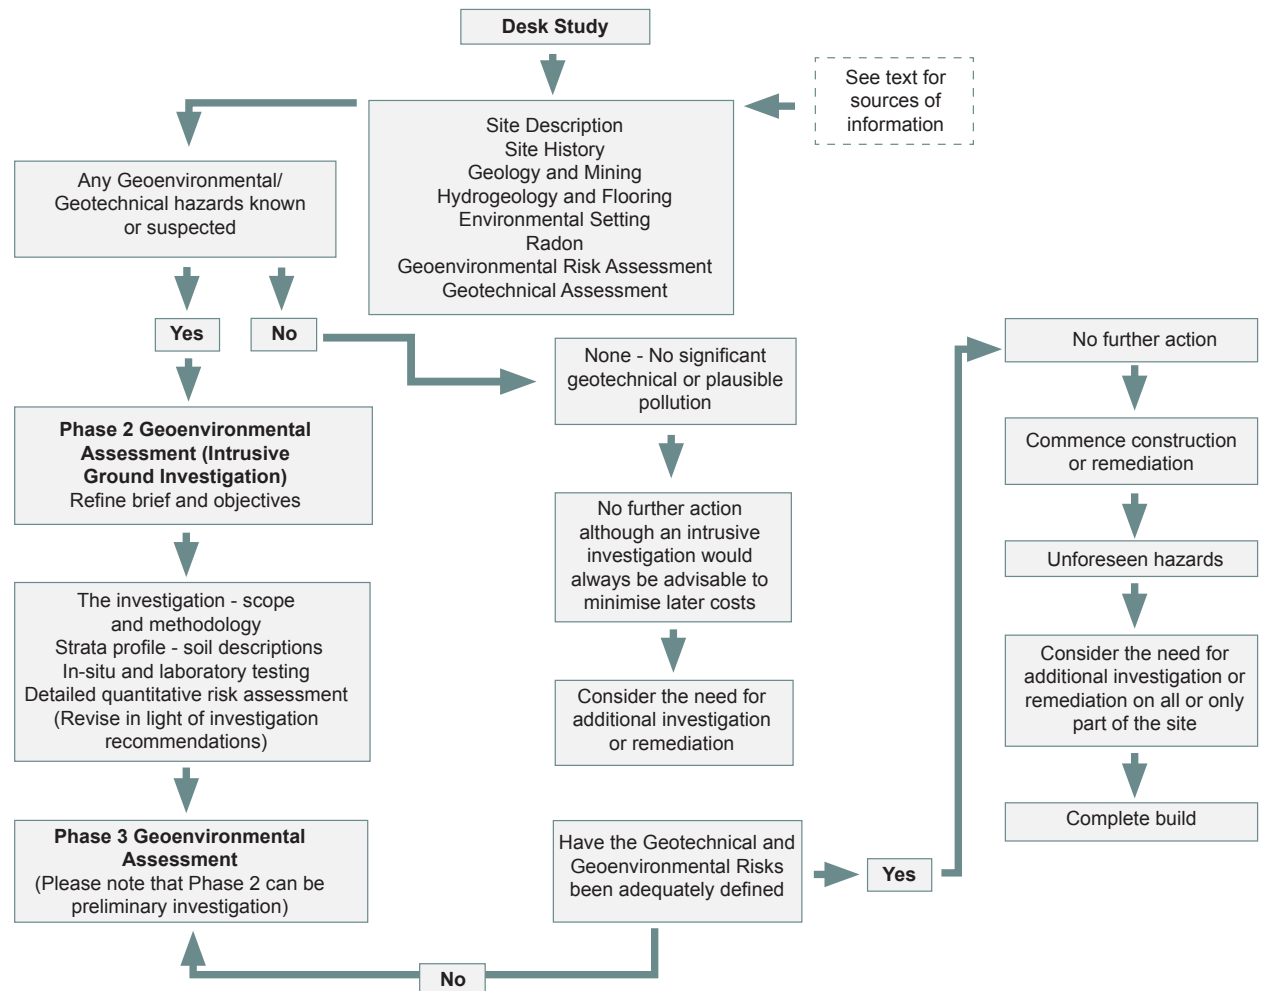 Desk Study
See text for
sources of
information
Site Description
Site History
Geology and Mining
Hydrogeology and Flooring
Environmental Setting
Radon
Geoenvironmental Risk Assessment
Geotechnical Assessment
Any Geoenvironmental/
Geotechnical hazards known
or suspected
Yes
No
Phase 2 Geoenvironmental
Assessment (Intrusive
Ground Investigation)
Refine brief and objectives
The investigation - scope
and methodology
Strata profile - soil descriptions
In-situ and laboratory testing
Detailed quantitative risk assessment
(Revise in light of investigation
recommendations)
Phase 3 Geoenvironmental
Assessment
(Please note that Phase 2 can be
preliminary investigation)
None - No significant
geotechnical or plausible
pollution
No further action
although an intrusive
investigation would
always be advisable to
minimise later costs
Consider the need for
additional investigation
or remediation
Have the Geotechnical and
Geoenvironmental Risks
been adequately defined
Yes
No
No further action
Commence construction
or remediation
Unforeseen hazards
Consider the need for
additional investigation or
remediation on all or only
part of the site
Complete build